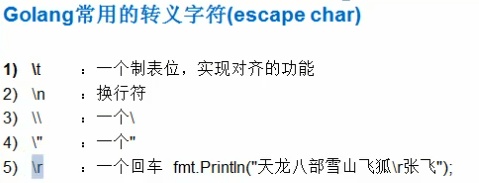 Golang常用的转义字符(escape char)
1) \t ：一个制表位，实现对齐的功能
2) \n ：换行符
3) \\ ：一个\
4) \" ：一个"
5) \r ：一个回车 fmt.Println("天龙八部雪山飞狐\r张飞");